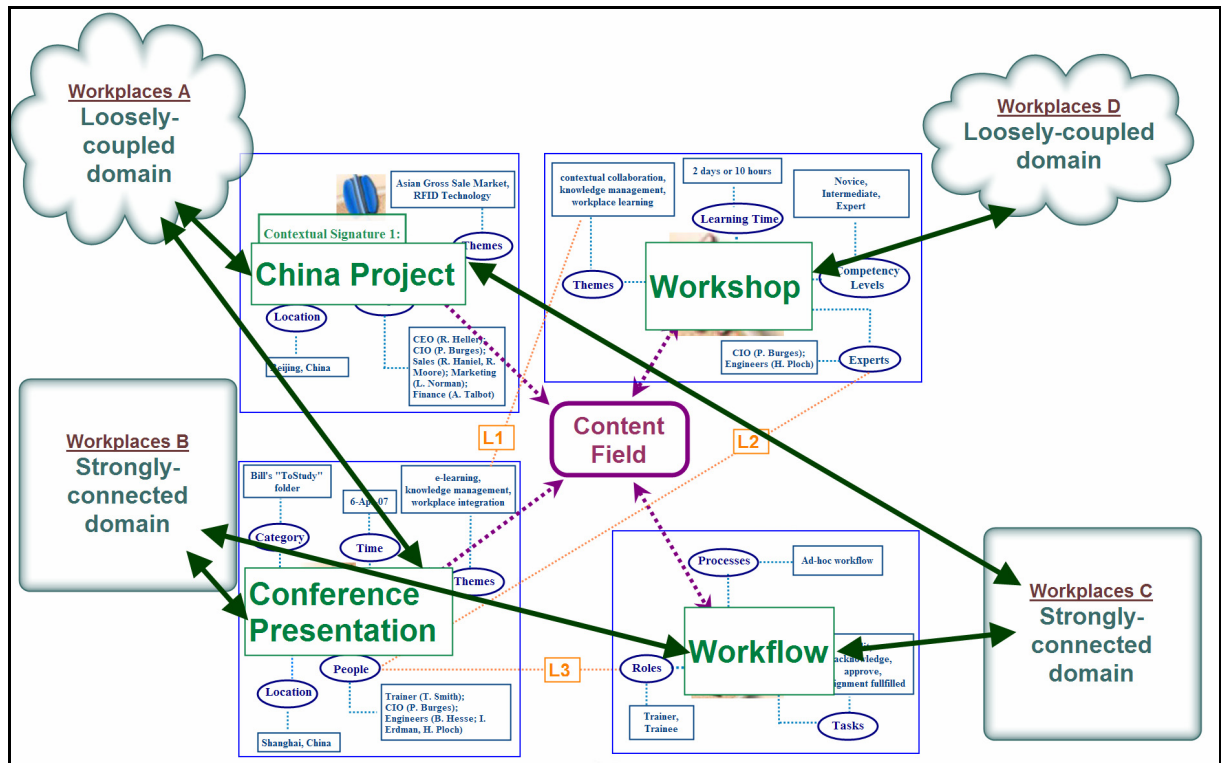 Workplaces A
Loosely-
coupled
domain
Workplaces D
Loosely-coupled
domain
Asian Gross Sale Market,
RFID Technology
Contextual Signature 1:
Themes
China Project
Location
Beijing, China
CEO (R. Heller);
CIO (P. Burges);
Sales (R. Haniel, R.
Moore); Marketing
(L. Norman);
Finance (A. Talbot)
contextual collaboration,
knowledge management,
workplace learning
2 days or 10 hours
Novice,
Intermediate,
Expert
Learning Time
Themes
Workshop
Competency
Levels
CIO (P. Burges);
Engineers (H. Ploch)
Experts
Content
Field
L1
L2
L3
Workplaces B
Strongly-
connected
domain
Bill's "ToStudy"
folder
6-Apr-07
e-learning,
knowledge management,
workplace integration
Category
Time
Themes
Conference
Presentation
People
Location
Trainer (T. Smith);
CIO (P. Burges);
Engineers (B. Hesse; I.
Erdman, H. Ploch)
Shanghai, China
Processes
Ad-hoc workflow
Workflow
Roles
Trainer,
Trainee
acknowledge,
approve,
fullfilled
Tasks
Workplaces C
Strongly-
connected
domain